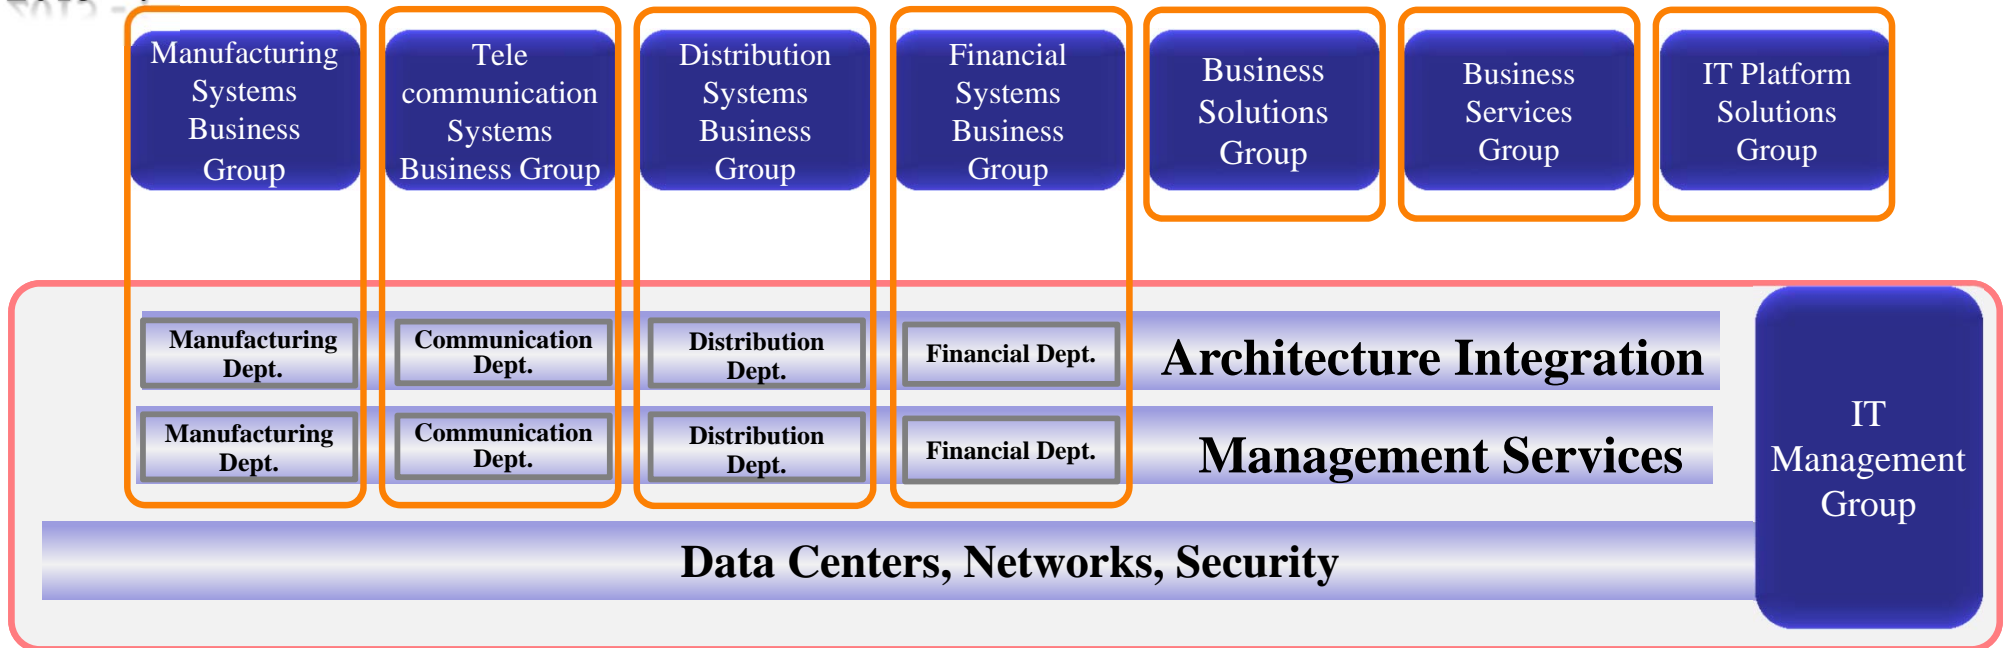 Manufacturing
Systems
Business
Group
Tele
communication
Systems
Business Group
Distribution
Systems
Business
Group
Financial
Systems
Business
Group
Business
Solutions
Group
Business
Services
Group
IT Platform
Solutions
Group
Manufacturing
Dept.
Communication
Dept.
Distribution
Dept.
Financial Dept.
Architecture Integration
Manufacturing
Dept.
Communication
Dept.
Distribution
Dept.
Financial Dept.
Management Services
IT
Management
Group
Data Centers, Networks, Security